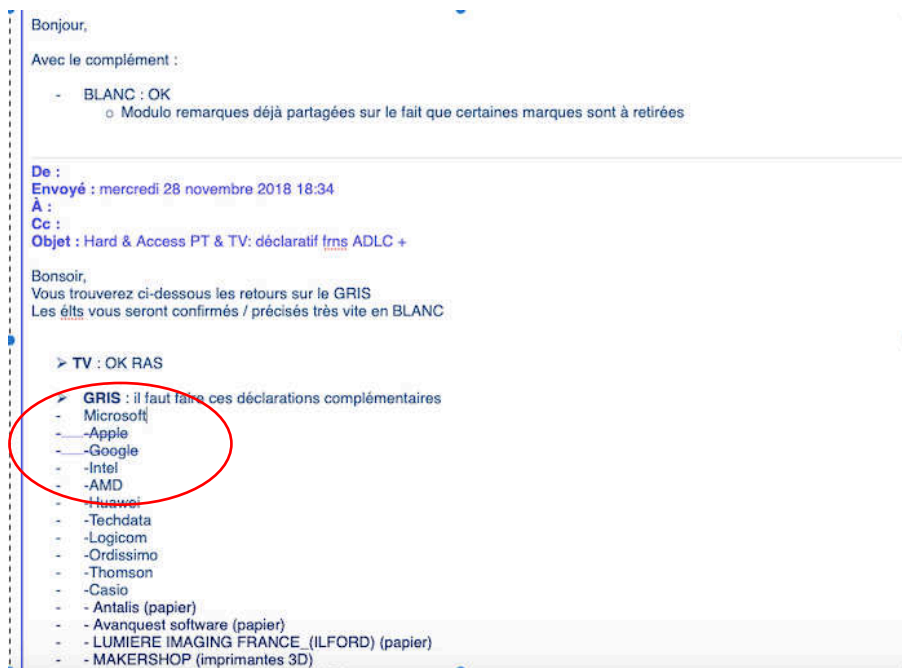 Bonjour,
Avec le complément :
- BLANC : OK
o Modulo remarques déjà partagées sur le fait que certaines marques sont à retirées
De :
Envoyé : mercredi 28 novembre 2018 18:34
À :
Cc :
Objet : Hard & Access PT & TV: déclaratif frns ADLC +
Bonsoir,
Vous trouverez ci-dessous les retours sur le GRIS
Les élts vous seront confirmés / précisés très vite en BLANC
➢ TV : OK RAS
➢ GRIS : il faut faire ces déclarations complémentaires
- Microsoft
- -Apple
- -Google
- -Intel
- -AMD
- -Huawei
- -Techdata
- -Logicom
- -Ordissimo
- -Thomson
- -Casio
- - Antalis (papier)
- - Avanquest software (papier)
- - LUMIERE IMAGING FRANCE_(ILFORD) (papier)
- - MAKERSHOP (imprimantes 3D)